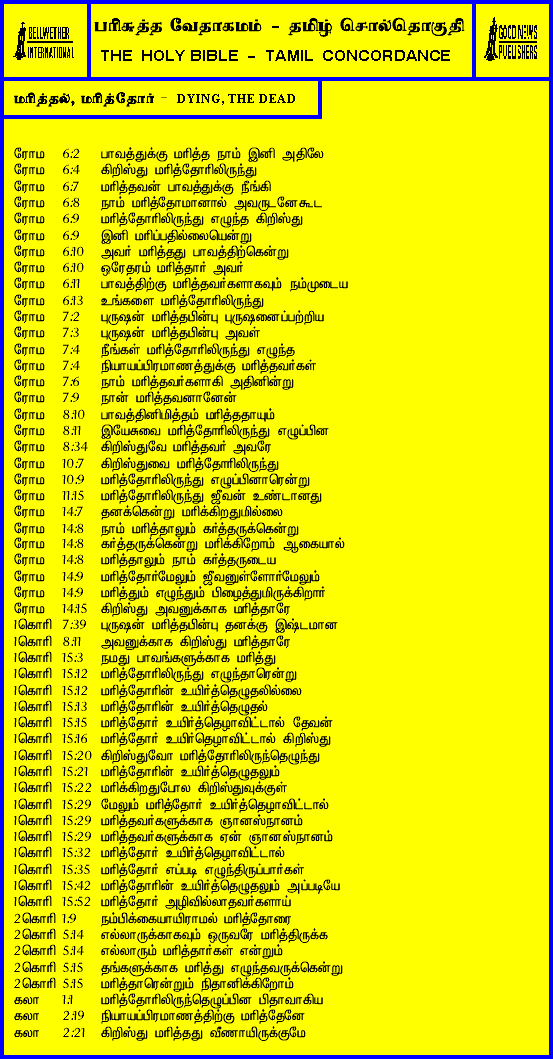 BELLWETHER INTERNATIONAL
பரிசுத்த வேதாகமம் – தமிழ் சொல்தொகுதி
THE HOLY BIBLE – TAMIL CONCORDANCE
GOOD NEWS PUBLISHERS
மரித்தல், மரித்தோர் – DYING, THE DEAD
ரோம 6:2 பாவத்துக்கு மரித்த நாம் இனி அதிலே
ரோம 6:4 கிறிஸ்து மரித்தோரிலிருந்து
ரோம 6:7 மரித்தவன் பாவத்துக்கு நீங்கி
ரோம 6:8 நாம் மரித்தோமானால் அவருடனேகூட
ரோம 6:9 மரித்தோரிலிருந்து எழுந்த கிறிஸ்து
ரோம 6:9 இனி மரிப்பதில்லையென்று
ரோம 6:10 அவர் மரித்தது பாவத்திற்கென்று
ரோம 6:10 ஒரேதரம் மரித்தார் அவர்
ரோம 6:11 பாவத்திற்கு மரித்தவர்களாகவும் நம்முடைய
ரோம 6:13 உங்களை மரித்தோரிலிருந்து
ரோம 7:2 புருஷன் மரித்தபின்பு புருஷனைப்பற்றிய
ரோம 7:3 புருஷன் மரித்தபின்பு அவள்
ரோம 7:4 நீங்கள் மரித்தோரிலிருந்து எழுந்த
ரோம 7:4 நியாயப்பிரமாணத்துக்கு மரித்தவர்கள்
ரோம 7:6 நாம் மரித்தவர்களாகி அதினின்று
ரோம 7:9 நான் மரித்தவனானேன்
ரோம 8:10 பாவத்தினிமித்தம் மரித்ததாயும்
ரோம 8:11 இயேசுவை மரித்தோரிலிருந்து எழுப்பின
ரோம 8:34 கிறிஸ்துவே மரித்தவர் அவரே
ரோம 10:7 கிறிஸ்துவை மரித்தோரிலிருந்து
ரோம 10:9 மரித்தோரிலிருந்து எழுப்பினாரென்று
ரோம 11:15 மரித்தோரிலிருந்து ஜீவன் உண்டானது
ரோம 14:7 தனக்கென்று மரிக்கிறதுமில்லை
ரோம 14:8 நாம் மரித்தாலும் கர்த்தருக்கென்று
ரோம 14:8 கர்த்தருக்கென்று மரிக்கிறோம் ஆகையால்
ரோம 14:8 மரித்தாலும் நாம் கர்த்தருடைய
ரோம 14:9 மரித்தோர்மேலும் ஜீவனுள்ளோர்மேலும்
ரோம 14:9 மரித்தும் எழுந்தும் பிழைத்துமிருக்கிறார்
ரோம 14:15 கிறிஸ்து அவனுக்காக மரித்தாரே
1கொரி 7:39 புருஷன் மரித்தபின்பு தனக்கு இஷ்டமான
1கொரி 8:11 அவனுக்காக கிறிஸ்து மரித்தாரே
1கொரி 15:3 நமது பாவங்களுக்காக மரித்து
1கொரி 15:12 மரித்தோரிலிருந்து எழுந்தாரென்று
1கொரி 15:12 மரித்தோரின் உயிர்த்தெழுதலில்லை
1கொரி 15:13 மரித்தோரின் உயிர்த்தெழுதல்
1கொரி 15:15 மரித்தோர் உயிர்த்தெழாவிட்டால் தேவன்
1கொரி 15:16 மரித்தோர் உயிர்தெழாவிட்டால் கிறிஸ்து
1கொரி 15:20 கிறிஸ்துவோ மரித்தோரிலிருந்தெழுந்து
1கொரி 15:21 மரித்தோரின் உயிர்த்தெழுதலும்
1கொரி 15:22 மரிக்கிறதுபோல கிறிஸ்துவுக்குள்
1கொரி 15:29 மேலும் மரித்தோர் உயிர்த்தெழாவிட்டால்
1கொரி 15:29 மரித்தவர்களுக்காக ஞானஸ்நானம்
1கொரி 15:29 மரித்தவர்களுக்காக ஏன் ஞானஸ்நானம்
1கொரி 15:32 மரித்தோர் உயிர்த்தெழாவிட்டால்
1கொரி 15:35 மரித்தோர் எப்படி எழுந்திருப்பார்கள்
1கொரி 15:42 மரித்தோரின் உயிர்த்தெழுதலும் அப்படியே
1கொரி 15:52 மரித்தோர் அழிவில்லாதவர்களாய்
2கொரி 1:9 நம்பிக்கையாயிராமல் மரித்தோரை
2கொரி 5:14 எல்லாருக்காகவும் ஒருவரே மரித்திருக்க
2கொரி 5:14 எல்லாரும் மரித்தார்கள் என்றும்
2கொரி 5:15 தங்களுக்காக மரித்து எழுந்தவருக்கென்று
2கொரி 5:15 மரித்தாரென்றும் நிதானிக்கிறோம்
கலா 1:1 மரித்தோரிலிருந்தெழுப்பின பிதாவாகிய
கலா 2:19 நியாயப்பிரமாணத்திற்கு மரித்தேனே
கலா 2:21 கிறிஸ்து மரித்தது வீணாயிருக்குமே